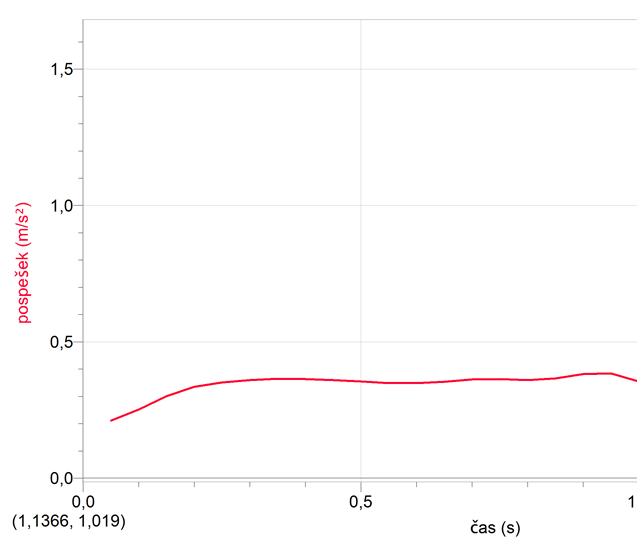 1,5
1,0
pospešek (m/s²)
0,5
0,0
0,0 0,5 1
(1,1366, 1,019)
čas (s)